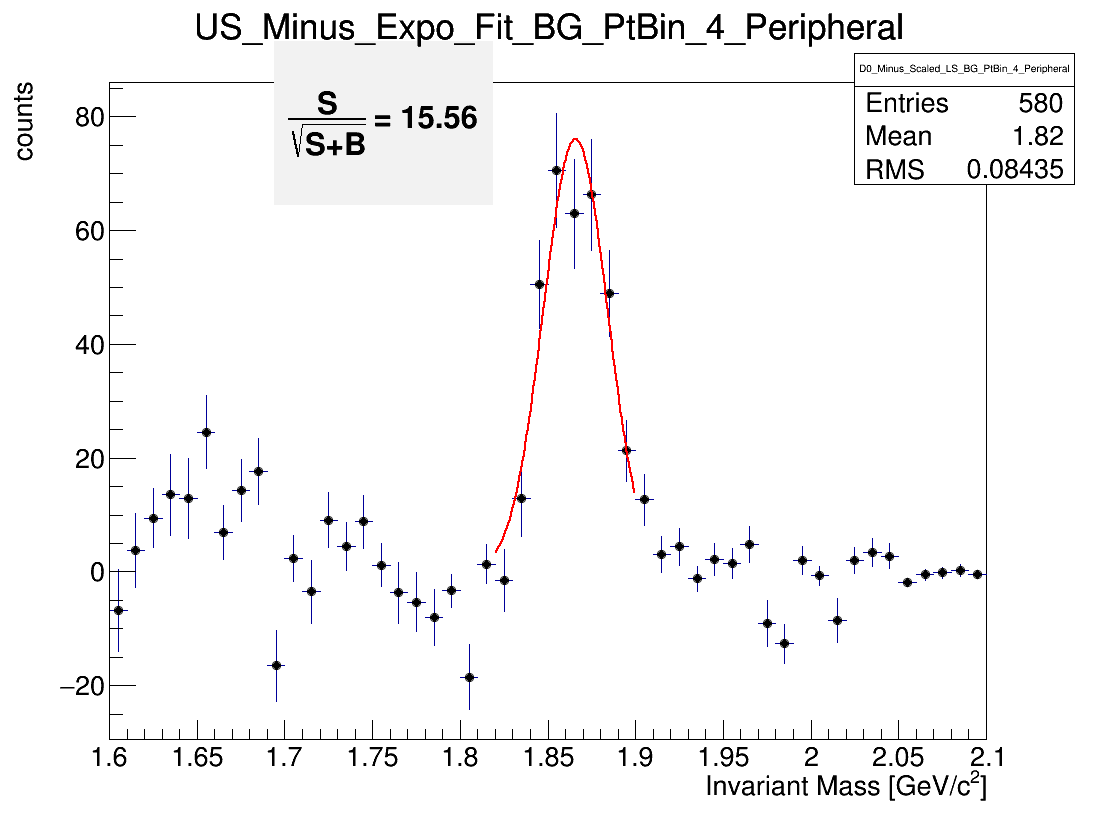 US_Minus_Expo_Fit_BG_PtBin_4_Peripheral
counts
S
√S+B
= 15.56
D0_Minus_Scaled_LS_BG_PtBin_4_Peripheral
Entries 580
Mean 1.82
RMS 0.08435
80
60
40
20
0
−20
1.6 1.65 1.7 1.75 1.8 1.85 1.9 1.95 2 2.05 2.1
Invariant Mass [GeV/c²]